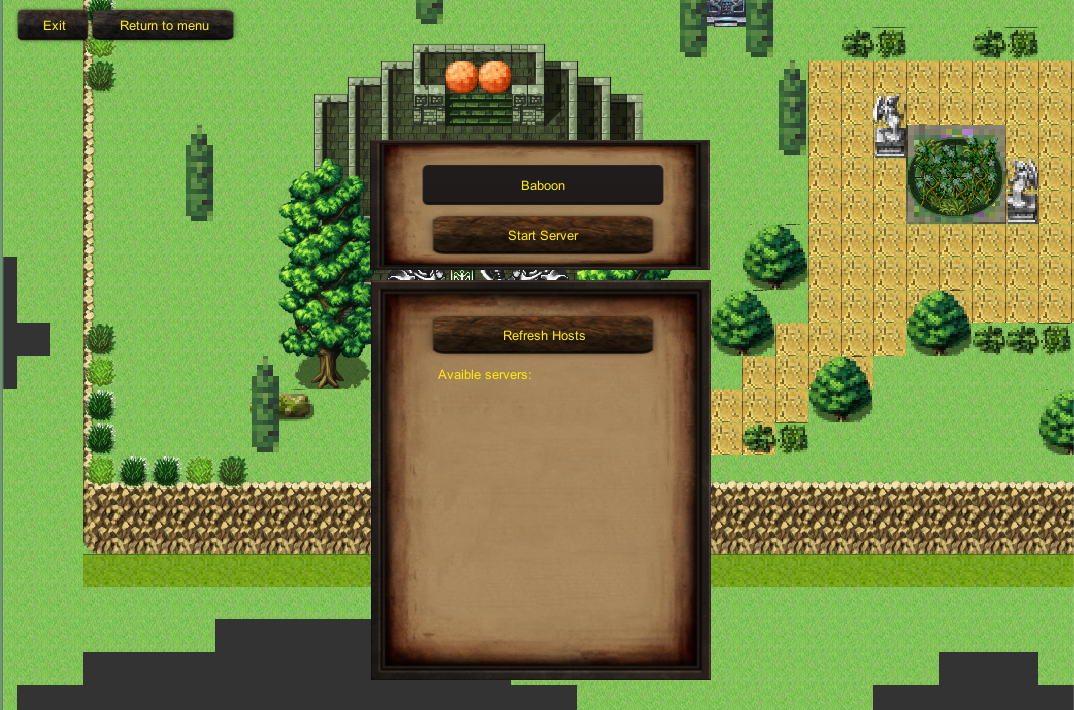 Exit
Return to menu
Baboon
Start Server
Refresh Hosts
Avaible servers: